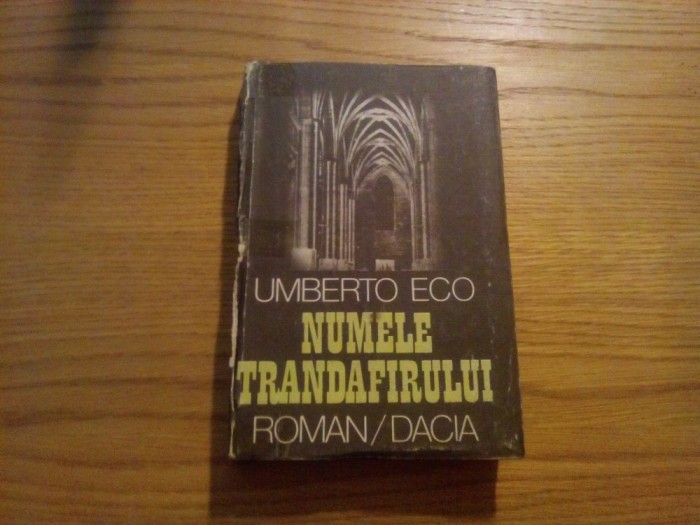 UMBERTO ECO
NUMELE
TRANDAFIRULUI
ROMAN/DACIA